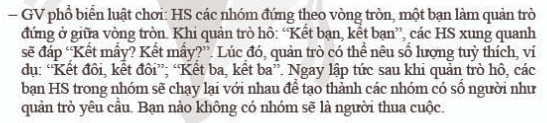 – GV phổ biến luật chơi: HS các nhóm đứng theo vòng tròn, một bạn làm quản trò
đứng ở giữa vòng tròn. Khi quản trò hô: “Kết bạn, kết bạn”, các HS xung quanh
sẽ đáp “Kết mấy? Kết mấy?”. Lúc đó, quản trò có thể nêu số lượng tuỳ thích, ví
dụ: “Kết đôi, kết đôi”; “Kết ba, kết ba”. Ngay lập tức sau khi quản trò hô, các
bạn HS trong nhóm sẽ chạy lại với nhau để tạo thành các nhóm có số người như
quản trò yêu cầu. Bạn nào không có nhóm sẽ là người thua cuộc.